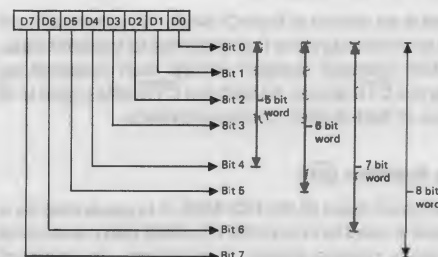 D7 D6 D5 D4 D3 D2 D1 D0
Bit 0
Bit 1
Bit 2
Bit 3
Bit 4
Bit 5
Bit 6
Bit 7
5 bit
word
6 bit
word
7 bit
word
8 bit
word